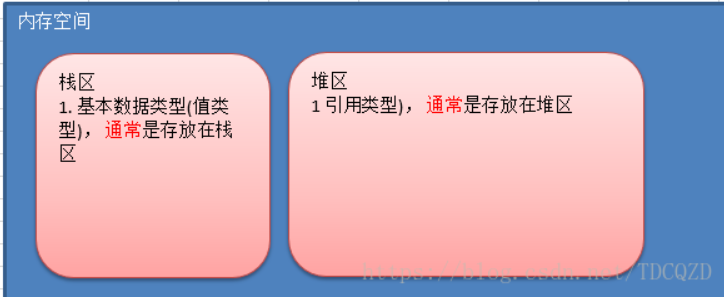 内存空间
栈区
1. 基本数据类型(值类
型)， 通常是存放在栈
区
堆区
1 引用类型)， 通常是存放在堆区
https://blog.csdn.net/TDCQZD